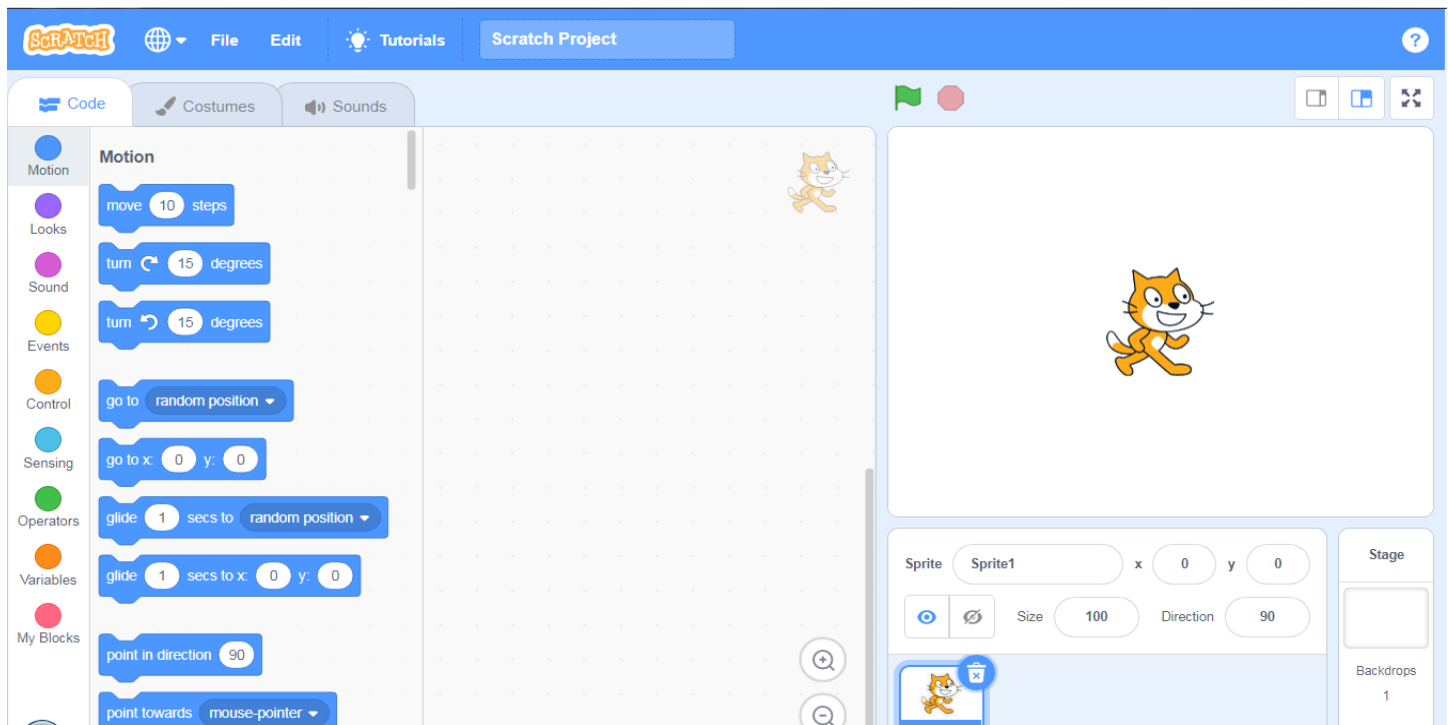 SCRATCH File Edit Tutorials Scratch Project ?
Code Costumes Sounds
Motion
Looks
Sound
Events
Control
Sensing
Operators
Variables
My Blocks
Motion
move 10 steps
turn 15 degrees
turn 15 degrees
go to random position
go to x: 0 y: 0
glide 1 secs to random position
glide 1 secs to x: 0 y: 0
point in direction 90
point towards mouse-pointer
Sprite Sprite1 x 0 y 0
Size 100 Direction 90
Stage
Backdrops
1